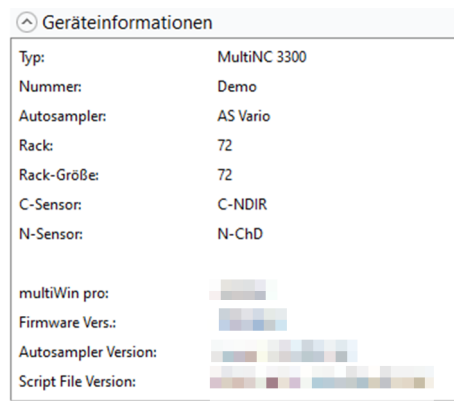 Geräteinformationen
Typ: MultiNC 3300
Nummer: Demo
Autosampler: AS Vario
Rack: 72
Rack-Größe: 72
C-Sensor: C-NDIR
N-Sensor: N-ChD
multiWin pro:
Firmware Vers.:
Autosampler Version:
Script File Version: